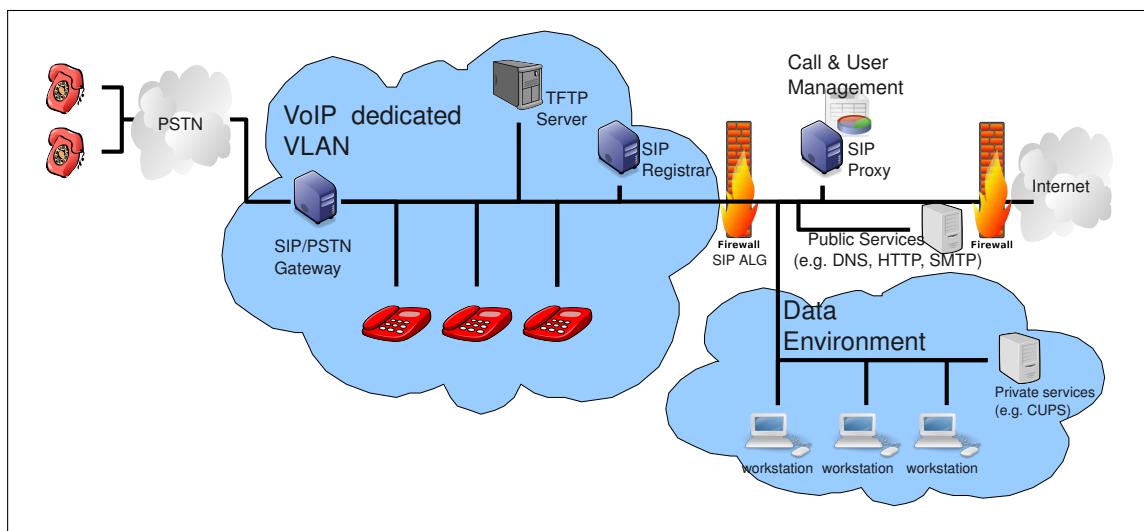 PSTN
VoIP dedicated
VLAN
TFTP
Server
SIP
Registrar
SIP/PSTN
Gateway
Call & User
Management
SIP
Proxy
Firewall
SIP ALG
Public Services
(e.g. DNS, HTTP, SMTP)
Firewall
Internet
Data
Environment
Private services
(e.g. CUPS)
workstation
workstation
workstation